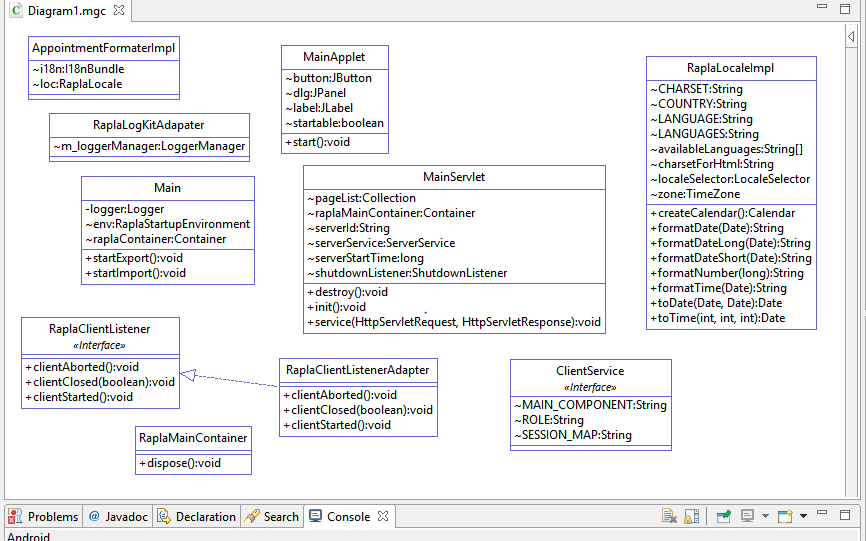 Diagram1.mgc
AppointmentFormaterImpl
~i18n:I18nBundle
~loc:RaplaLocale
MainApplet
~button:JButton
~dlg:JPanel
~label:JLabel
~startable:boolean
+start():void
RaplaLocaleImpl
~CHARSET:String
~COUNTRY:String
~LANGUAGE:String
~LANGUAGES:String
~availableLanguages:String[]
~charsetForHtml:String
~localeSelector:LocaleSelector
~zone:TimeZone
+createCalendar():Calendar
+formatDate(Date):String
+formatDateLong(Date):String
+formatDateShort(Date):String
+formatNumber(long):String
+formatTime(Date):String
+toDate(Date, Date):Date
+toTime(int, int, int):Date
RaplaLogKitAdapater
~m_loggerManager:LoggerManager
Main
-logger:Logger
~env:RaplaStartupEnvironment
~raplaContainer:Container
+startExport():void
+startImport():void
MainServlet
~pageList:Collection
~raplaMainContainer:Container
~serverId:String
~serverService:ServerService
~serverStartTime:long
~shutdownListener:ShutdownListener
+destroy():void
+init():void
+service(HttpServletRequest, HttpServletResponse):void
RaplaClientListener
«Interface»
+clientAborted():void
+clientClosed(boolean):void
+clientStarted():void
RaplaClientListenerAdapter
+clientAborted():void
+clientClosed(boolean):void
+clientStarted():void
ClientService
«Interface»
~MAIN_COMPONENT:String
~ROLE:String
~SESSION_MAP:String
RaplaMainContainer
+dispose():void
Problems
@ Javadoc
Declaration
Search
Console
Android